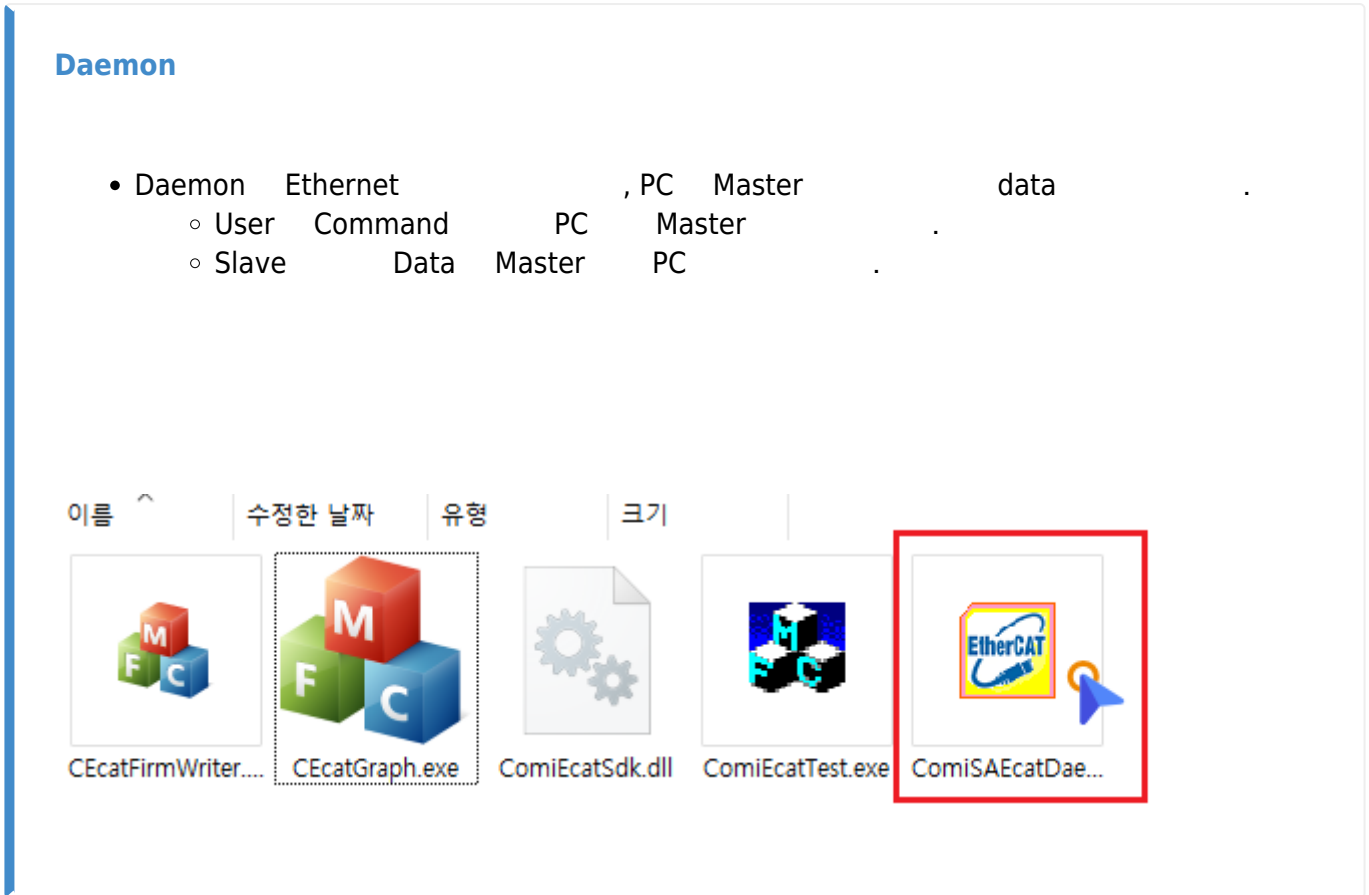 Daemon
• Daemon Ethernet , PC Master data .
◦ User Command PC Master .
◦ Slave Data Master PC .
이름 수정한 날짜 유형 크기
M F C
M F C
M F C
EtherCAT
CEcatFirmWriter.... CEcatGraph.exe ComiEcatSdk.dll ComiEcatTest.exe ComiSAEcatDae...